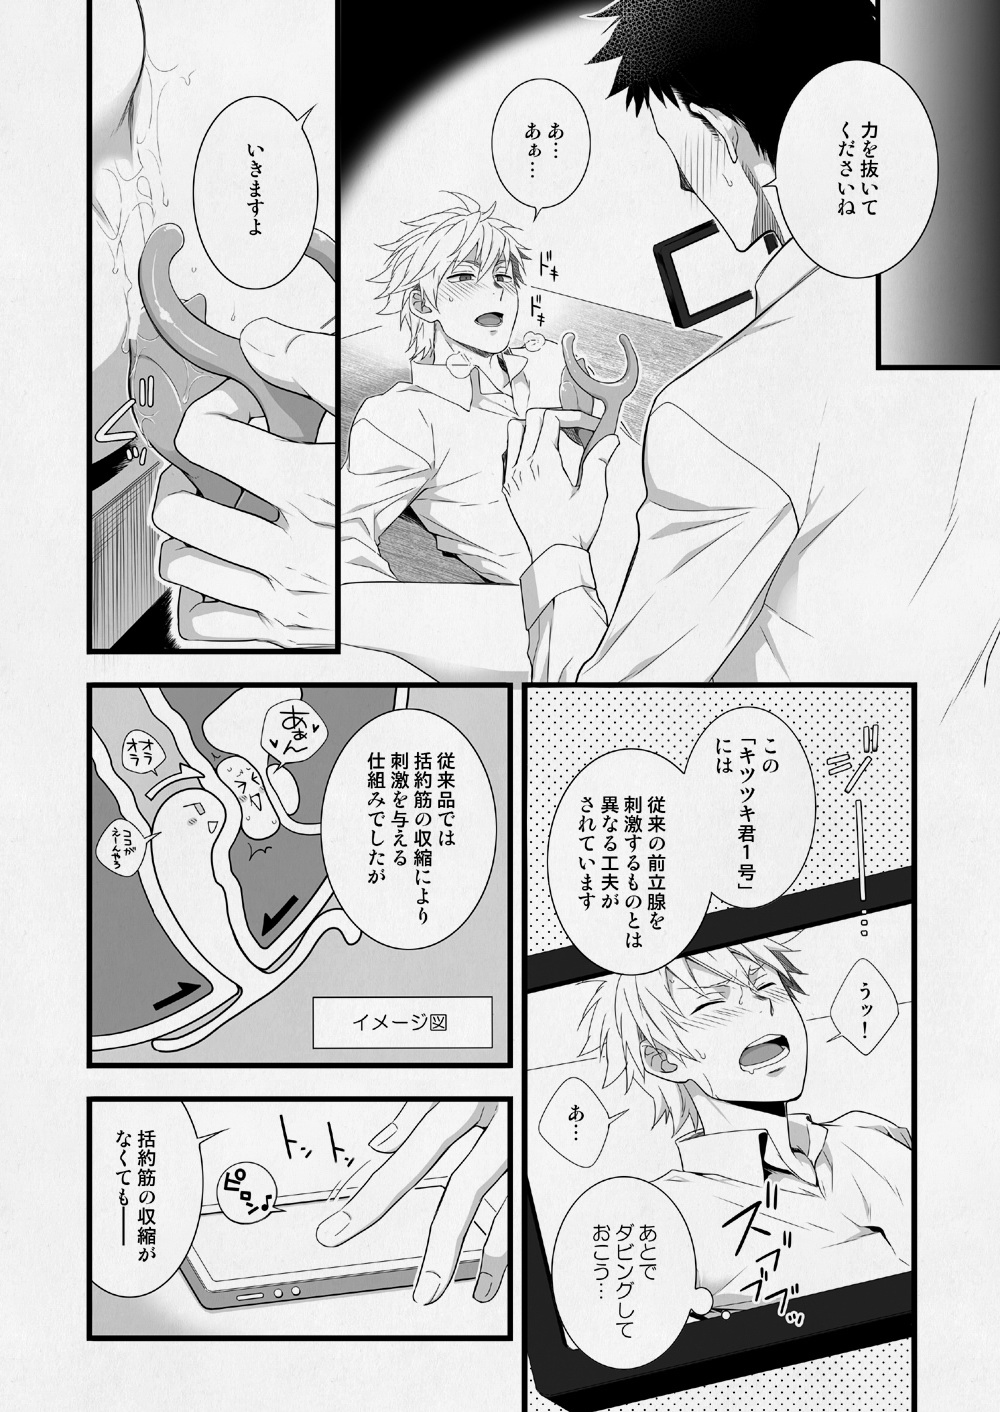 力を抜いて
くださいね
あ…
あぁ…
ドキ
ドキ
いきますよ
ズ
この
「キツツキ君1号」
には
従来の前立腺を
刺激するものとは
異なる工夫が
されています
うッ！
あ…
ズズズッ
あとで
ダビングして
おこう…
従来品では
括約筋の収縮により
刺激を与える
仕組みでしたが
あぁん
オラ
オラ
ココが
えーんやろ
イメージ図
トントン
ピロン♪
括約筋の収縮が
なくても――